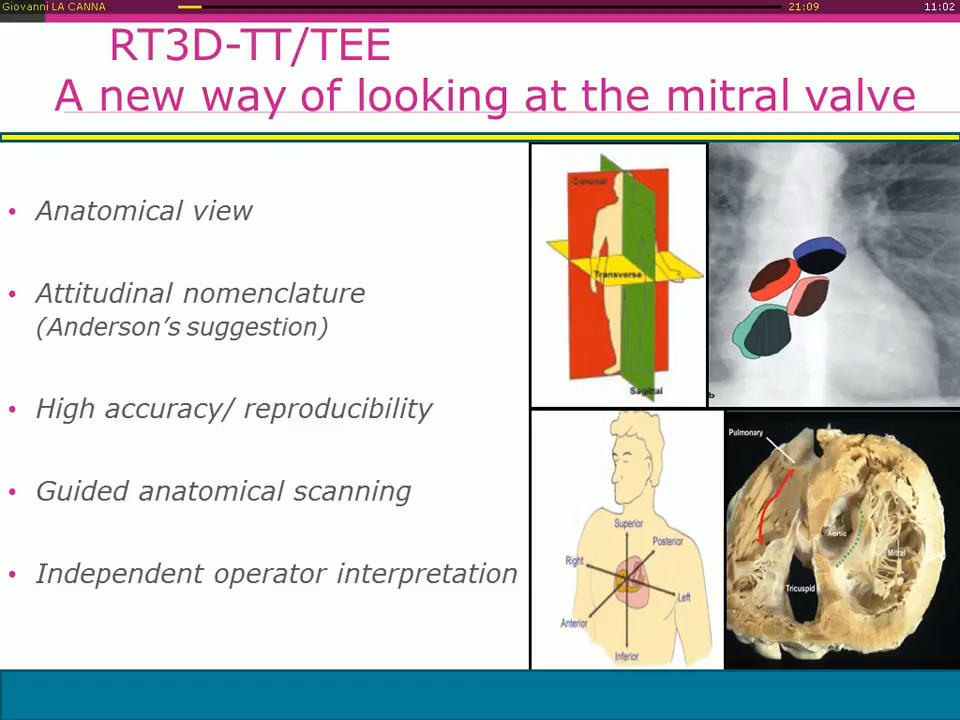 Giovanni LA CANNA
21:09
11:02
RT3D-TT/TEE
A new way of looking at the mitral valve
• Anatomical view
• Attitudinal nomenclature
(Anderson's suggestion)
• High accuracy/ reproducibility
• Guided anatomical scanning
• Independent operator interpretation
Transverse
Sagittal
b
Superior
Posterior
Right
Left
Anterior
Inferior
Pulmonary
Aortic
Mitral
Tricuspid